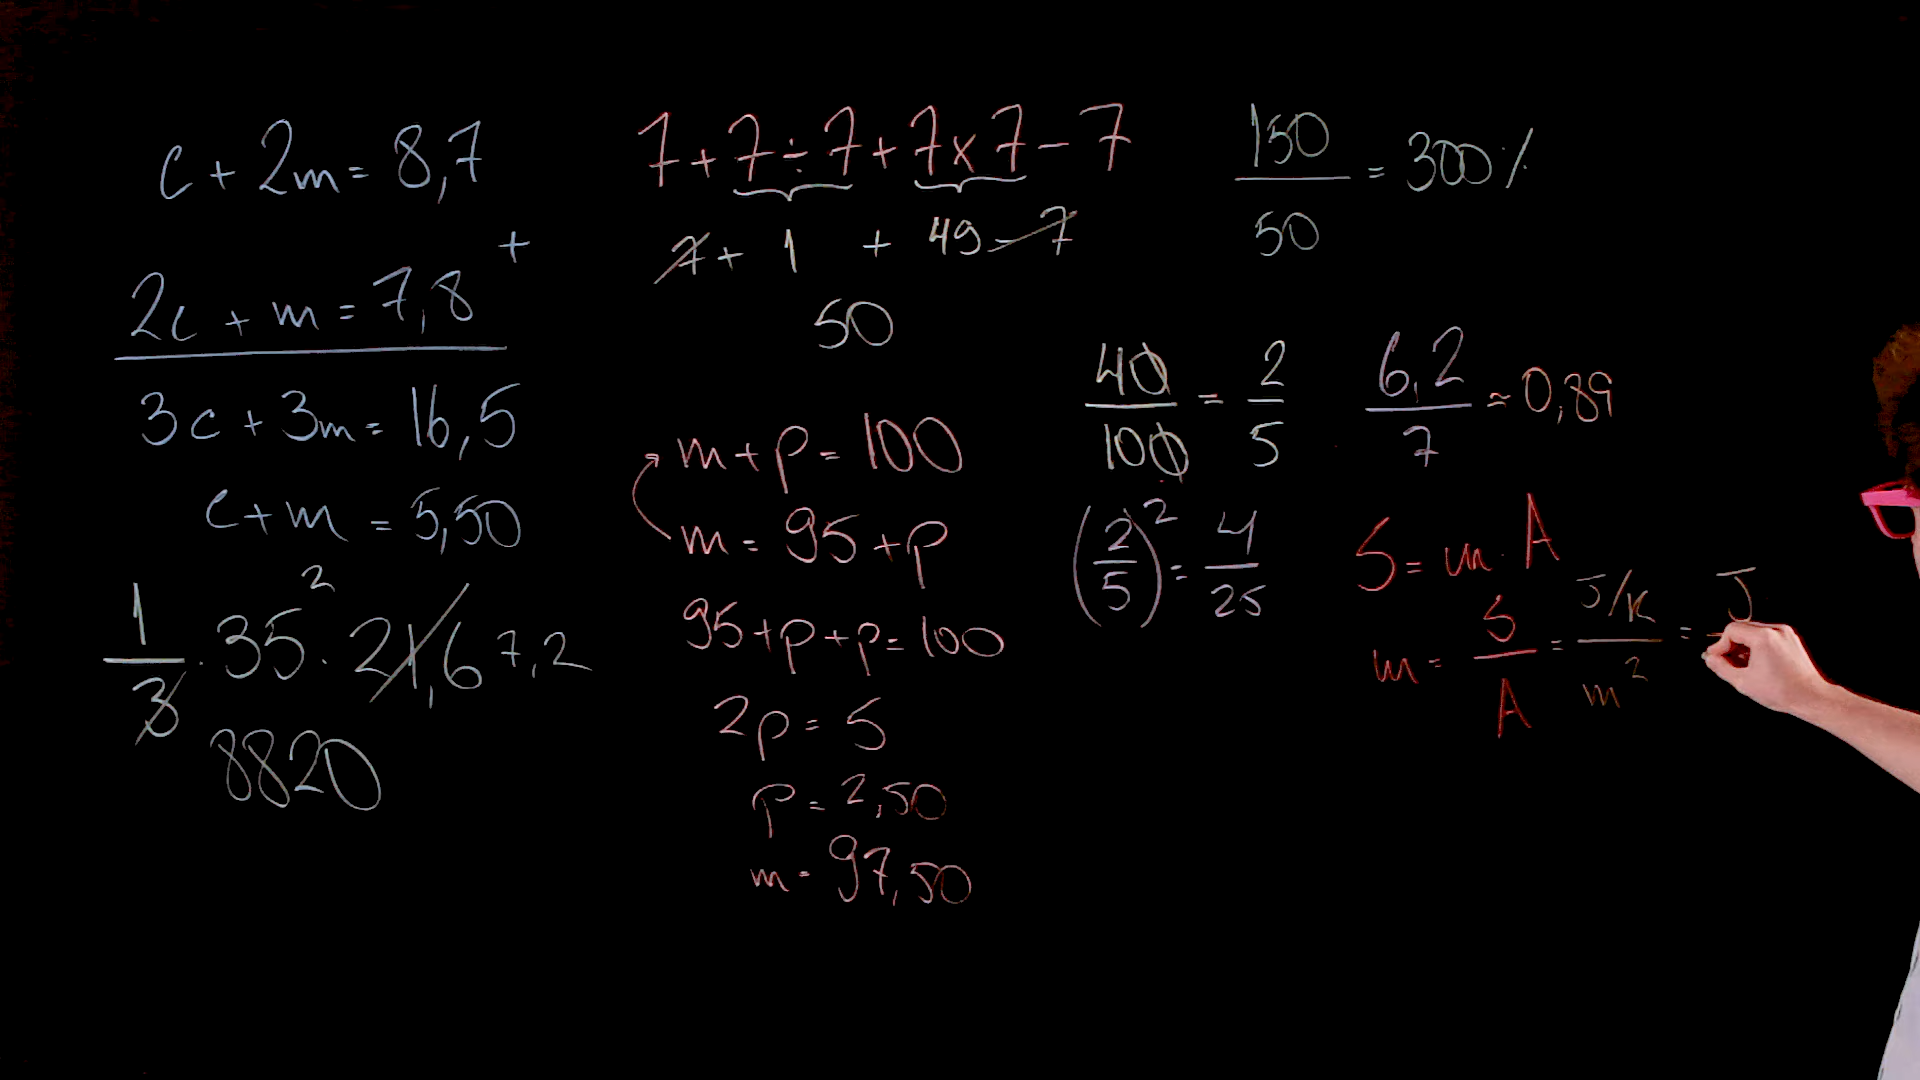 c + 2m = 8,7
+
2c + m = 7,8
3c + 3m = 16,5
c + m = 5,50
1/3 · 35² · 21,6 7,2
8820
7 + 7 ÷ 7 + 7 x 7 - 7
7 + 1 + 49 - 7
50
m + p = 100
m = 95 + p
95 + p + p = 100
2p = 5
p = 2,50
m = 97,50
150/50 = 300%
40/100 = 2/5
6,2/7 ≈ 0,89
(2/5)² = 4/25
S = m · A
m = S/A = J/K / m² = J